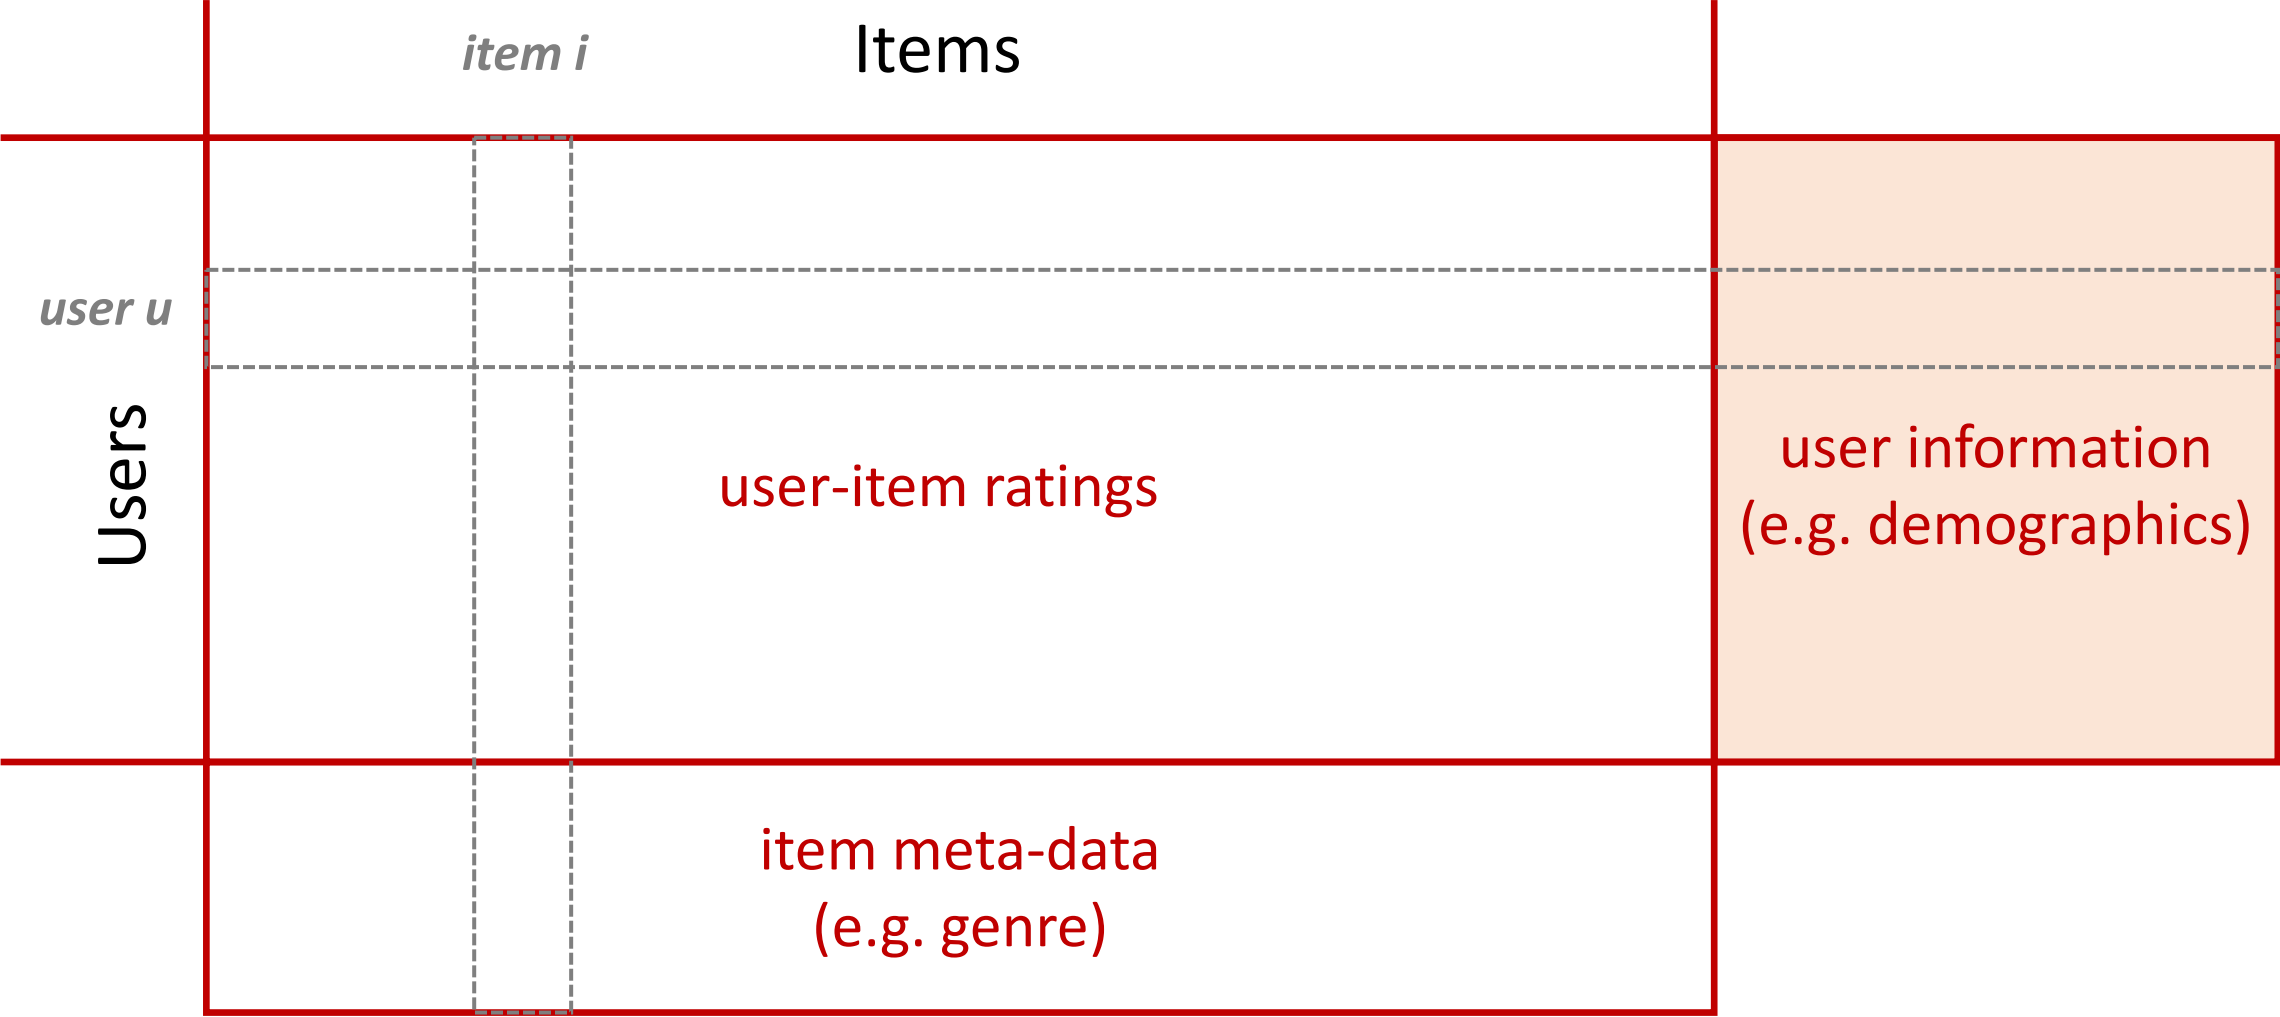 item i
Items
user u
Users
user-item ratings
user information
(e.g. demographics)
item meta-data
(e.g. genre)